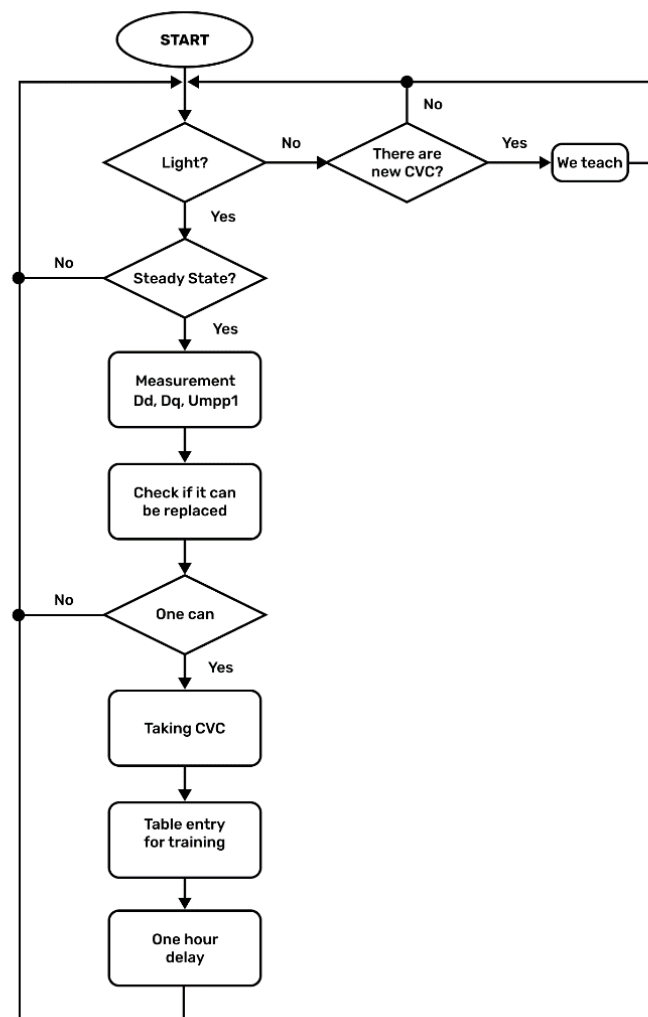 START
No
Light?
No
There are
new CVC?
Yes
We teach
Yes
No
Steady State?
Yes
Measurement
Dd, Dq, Umpp1
Check if it can
be replaced
No
One can
Yes
Taking CVC
Table entry
for training
One hour
delay